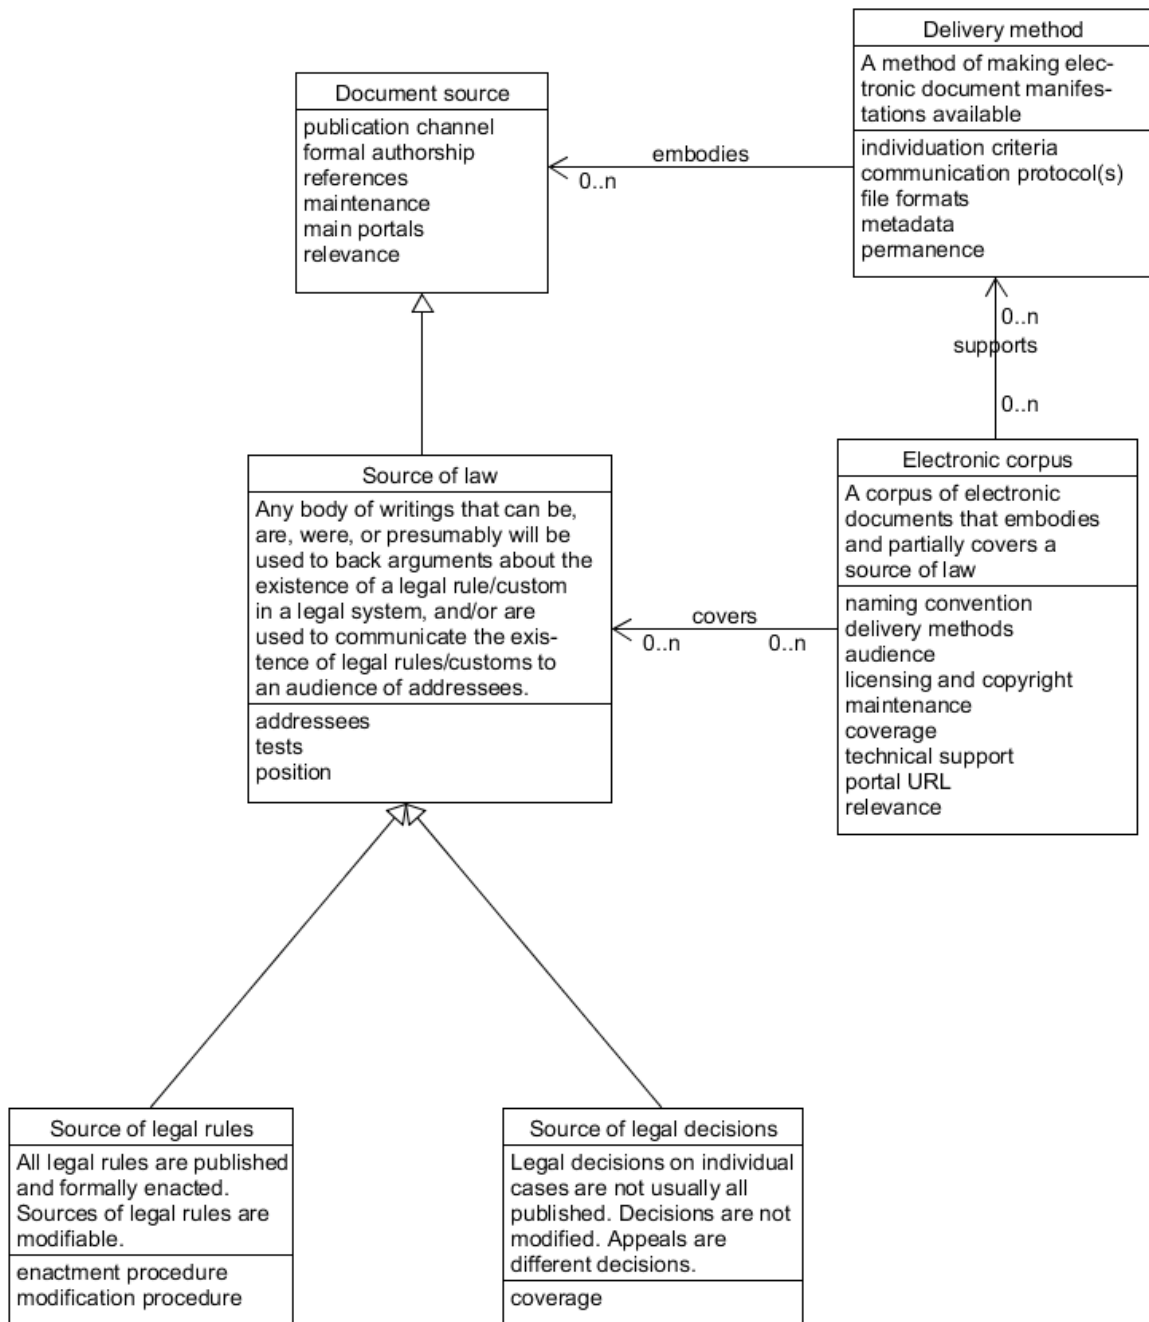 Delivery method
A method of making elec-
tronic document manifes-
tations available
individuation criteria
communication protocol(s)
file formats
metadata
permanence
Document source
publication channel
formal authorship
references
maintenance
main portals
relevance
embodies
0..n
0..n
supports
0..n
Source of law
Any body of writings that can be,
are, were, or presumably will be
used to back arguments about the
existence of a legal rule/custom
in a legal system, and/or are
used to communicate the exis-
tence of legal rules/customs to
an audience of addressees.
addressees
tests
position
covers
0..n
0..n
Electronic corpus
A corpus of electronic
documents that embodies
and partially covers a
source of law
naming convention
delivery methods
audience
licensing and copyright
maintenance
coverage
technical support
portal URL
relevance
Source of legal rules
All legal rules are published
and formally enacted.
Sources of legal rules are
modifiable.
enactment procedure
modification procedure
Source of legal decisions
Legal decisions on individual
cases are not usually all
published. Decisions are not
modified. Appeals are
different decisions.
coverage